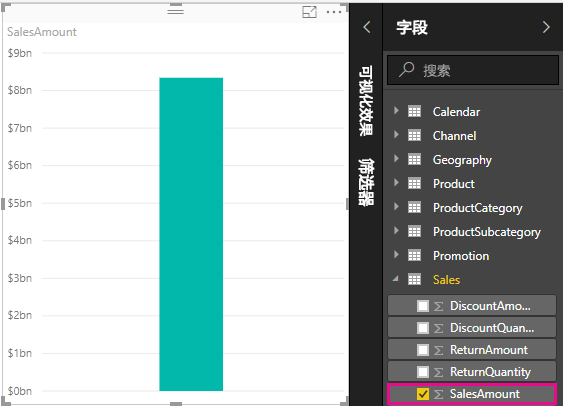 SalesAmount
$9bn
$8bn
$7bn
$6bn
$5bn
$4bn
$3bn
$2bn
$1bn
$0bn
可视化效果
筛选器
字段
搜索
Calendar
Channel
Geography
Product
ProductCategory
ProductSubcategory
Promotion
Sales
DiscountAmo...
DiscountQuan...
ReturnAmount
ReturnQuantity
SalesAmount